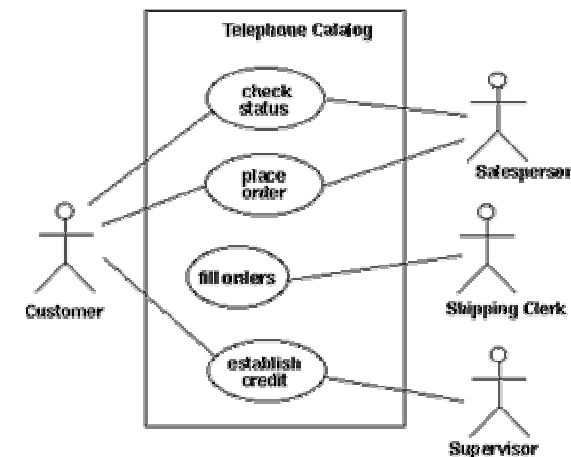 Telephone Catalog
check
status
place
order
Salesperson
fill orders
Customer
Shipping Clerk
establish
credit
Supervisor